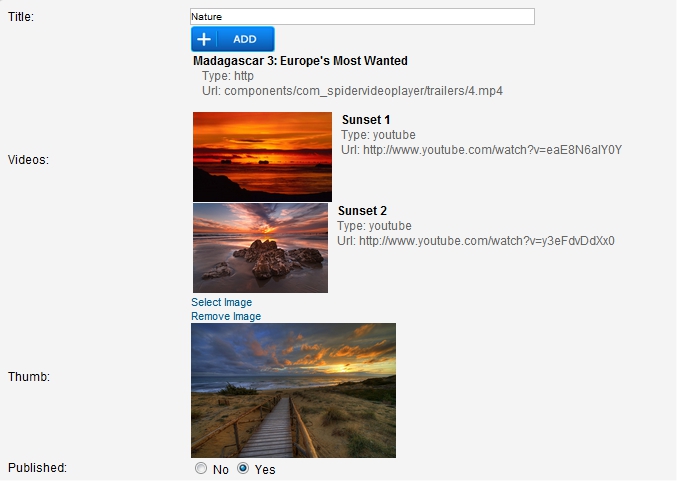 Title:
Nature
ADD
Madagascar 3: Europe's Most Wanted
Type: http
Url: components/com_spidervideoplayer/trailers/4.mp4
Videos:
Sunset 1
Type: youtube
Url: http://www.youtube.com/watch?v=eaE8N6alY0Y
Sunset 2
Type: youtube
Url: http://www.youtube.com/watch?v=y3eFdvDdXx0
Select Image
Remove Image
Thumb:
Published:
No
Yes